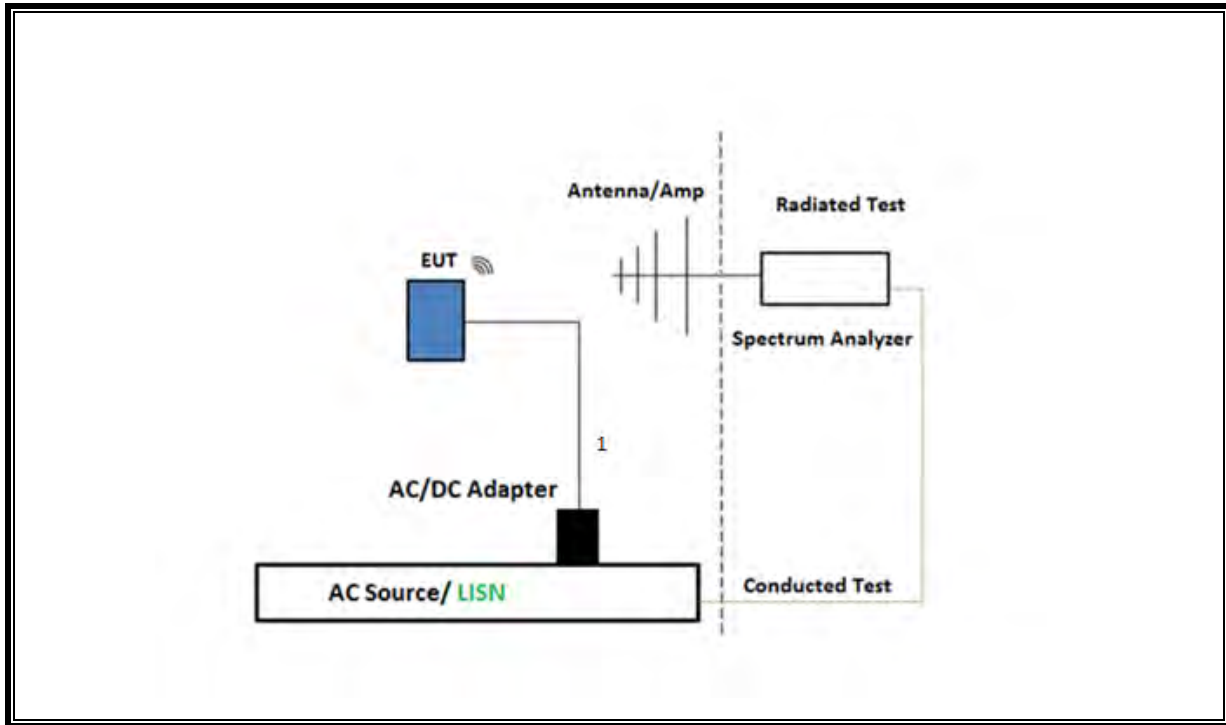 Antenna/Amp
Radiated Test
EUT
Spectrum Analyzer
1
AC/DC Adapter
AC Source/ LISN
Conducted Test